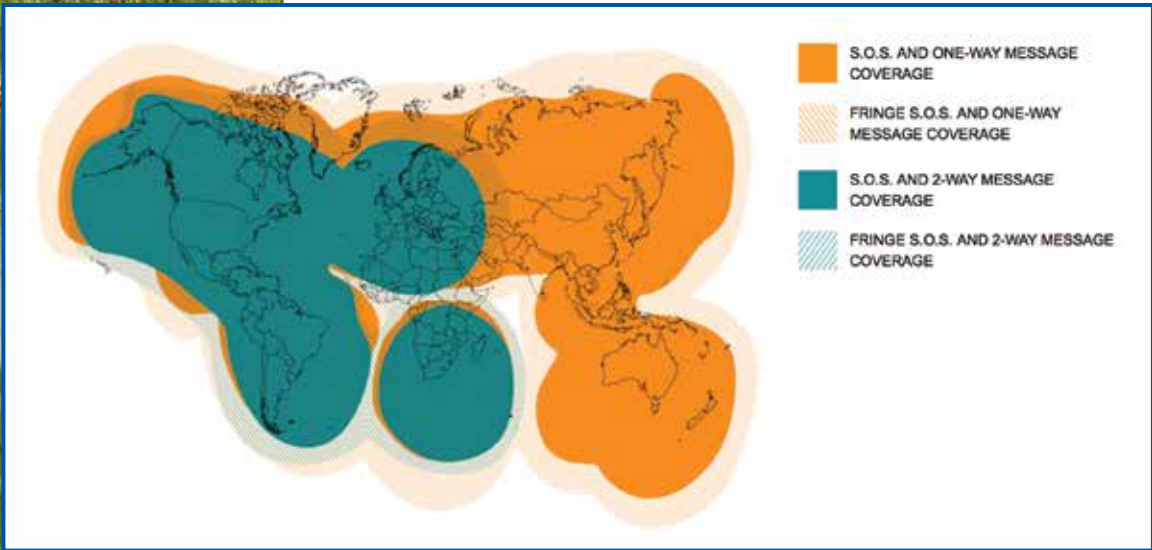 S.O.S. AND ONE-WAY MESSAGE
COVERAGE
FRINGE S.O.S. AND ONE-WAY
MESSAGE COVERAGE
S.O.S. AND 2-WAY MESSAGE
COVERAGE
FRINGE S.O.S. AND 2-WAY MESSAGE
COVERAGE